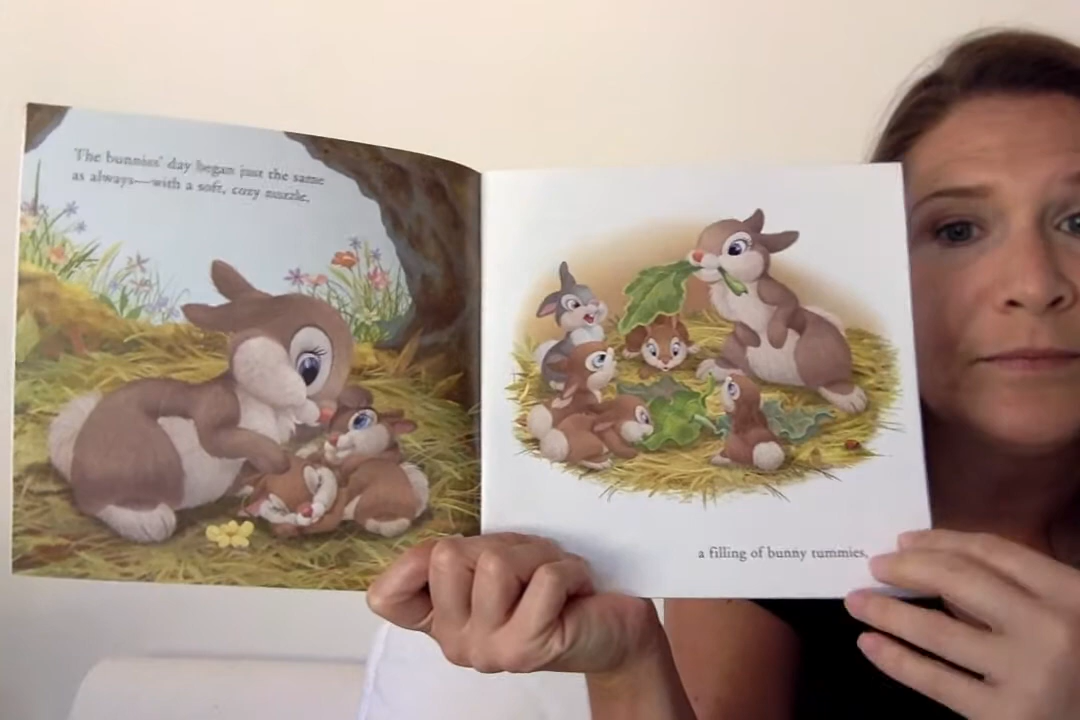 The bunnies' day began just the same
as always—with a soft, cozy nuzzle,
a filling of bunny tummies,